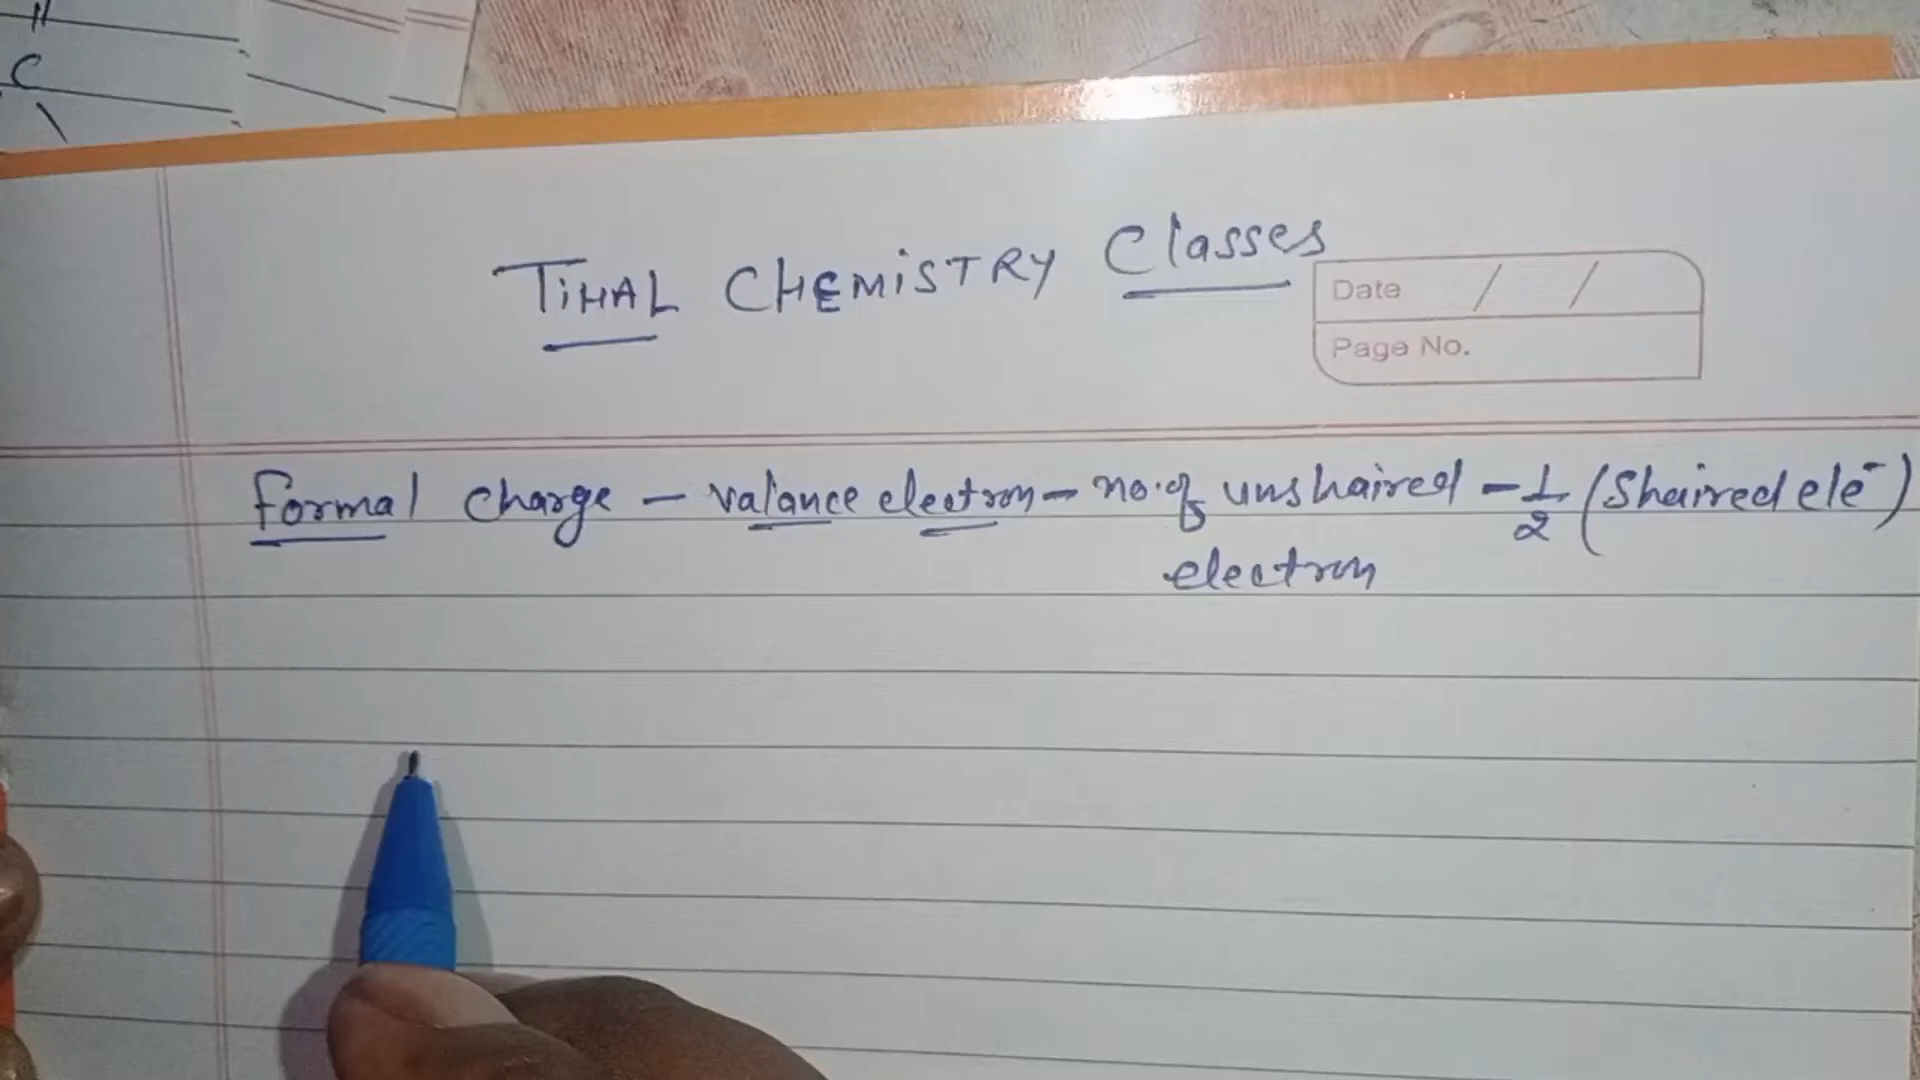 H
C
TiHAL CHEMiSTRY Classes
Date / /
Page No.
formal charge - valance electron - no. of unshaired - 1/2 (Shaired ele⁻)
electron